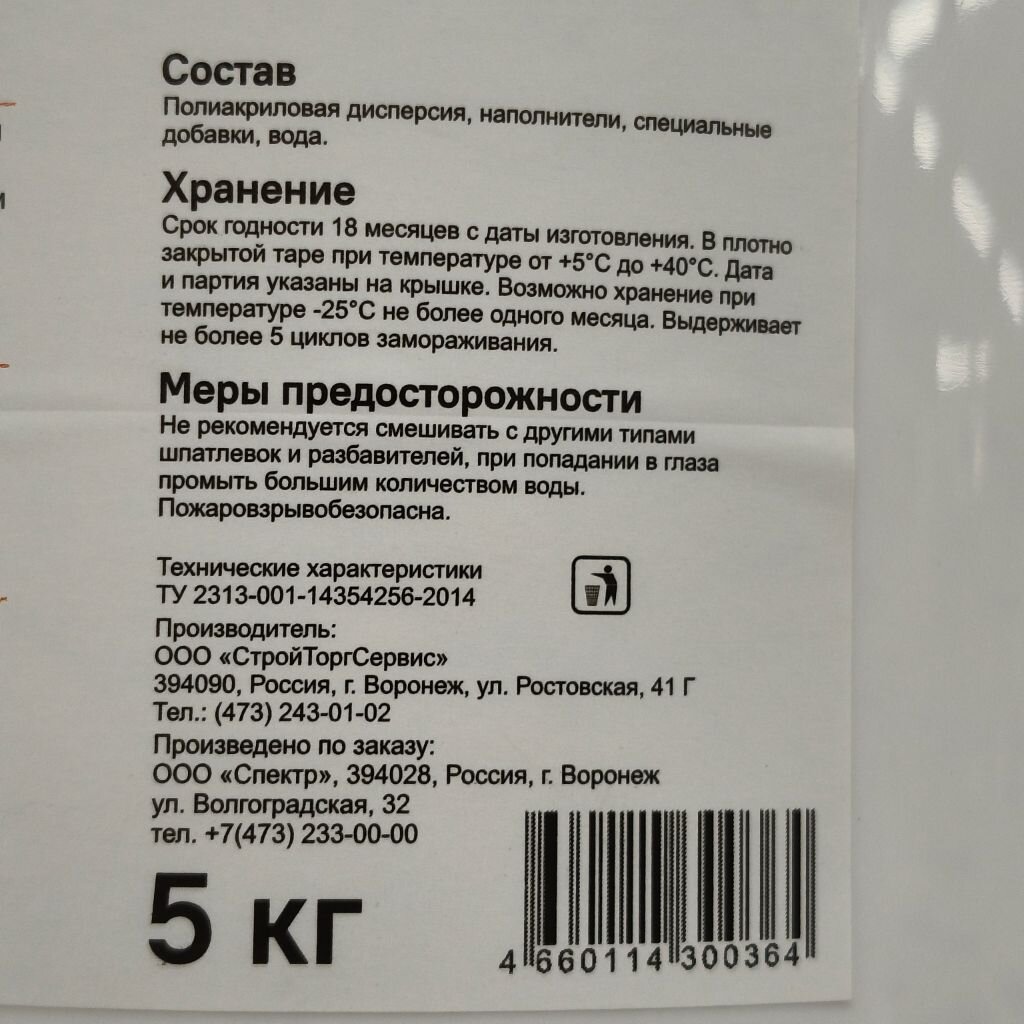 Состав
Полиакриловая дисперсия, наполнители, специальные
добавки, вода.
Хранение
Срок годности 18 месяцев с даты изготовления. В плотно
закрытой таре при температуре от +5°С до +40°С. Дата
и партия указаны на крышке. Возможно хранение при
температуре -25°С не более одного месяца. Выдерживает
не более 5 циклов замораживания.
Меры предосторожности
Не рекомендуется смешивать с другими типами
шпатлевок и разбавителей, при попадании в глаза
промыть большим количеством воды.
Пожаровзрывобезопасна.
Технические характеристики
ТУ 2313-001-14354256-2014
Производитель:
ООО «СтройТоргСервис»
394090, Россия, г. Воронеж, ул. Ростовская, 41 Г
Тел.: (473) 243-01-02
Произведено по заказу:
ООО «Спектр», 394028, Россия, г. Воронеж
ул. Волгоградская, 32
тел. +7(473) 233-00-00
5 кг
4 660114 300364